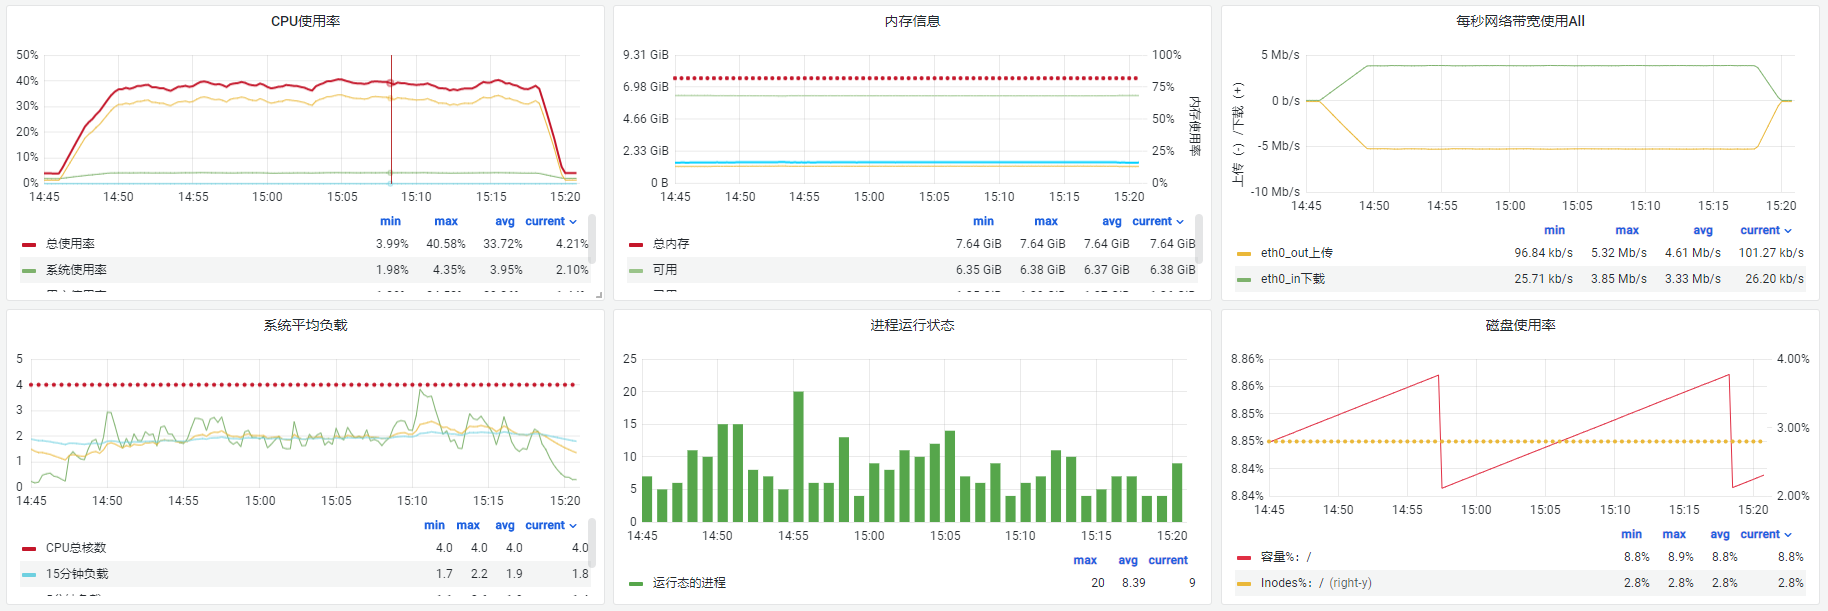 CPU使用率
50%
40%
30%
20%
10%
0%
14:45 14:50 14:55 15:00 15:05 15:10 15:15 15:20
min max avg current
总使用率 3.99% 40.58% 33.72% 4.21%
系统使用率 1.98% 4.35% 3.95% 2.10%
内存信息
9.31 GiB 100%
6.98 GiB 75%
4.66 GiB 50%
2.33 GiB 25%
0 B 0%
内存使用率
14:45 14:50 14:55 15:00 15:05 15:10 15:15 15:20
min max avg current
总内存 7.64 GiB 7.64 GiB 7.64 GiB 7.64 GiB
可用 6.35 GiB 6.38 GiB 6.37 GiB 6.38 GiB
每秒网络带宽使用All
上传（-）/下载（+）
5 Mb/s
0 b/s
-5 Mb/s
-10 Mb/s
14:45 14:50 14:55 15:00 15:05 15:10 15:15 15:20
min max avg current
eth0_out上传 96.84 kb/s 5.32 Mb/s 4.61 Mb/s 101.27 kb/s
eth0_in下载 25.71 kb/s 3.85 Mb/s 3.33 Mb/s 26.20 kb/s
系统平均负载
5
4
3
2
1
0
14:45 14:50 14:55 15:00 15:05 15:10 15:15 15:20
min max avg current
CPU总核数 4.0 4.0 4.0 4.0
15分钟负载 1.7 2.2 1.9 1.8
进程运行状态
25
20
15
10
5
0
14:45 14:50 14:55 15:00 15:05 15:10 15:15 15:20
max avg current
运行态的进程 20 8.39 9
磁盘使用率
8.86% 4.00%
8.86%
8.85%
8.85% 3.00%
8.84%
8.84% 2.00%
14:45 14:50 14:55 15:00 15:05 15:10 15:15 15:20
min max avg current
容量%：/ 8.8% 8.9% 8.8% 8.8%
Inodes%：/ (right-y) 2.8% 2.8% 2.8% 2.8%